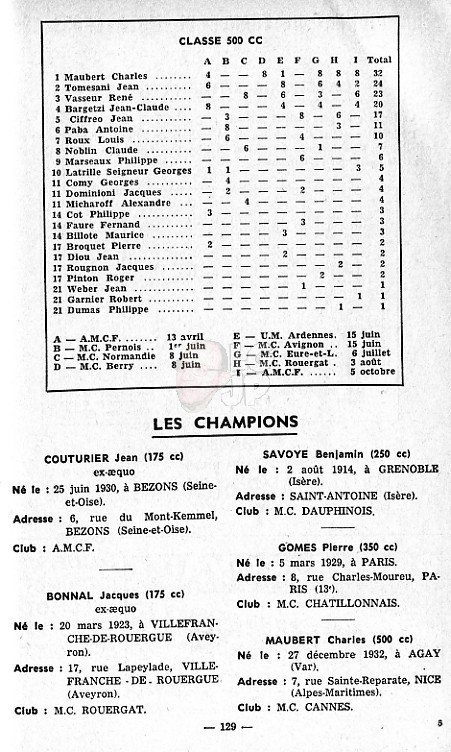 CLASSE 500 CC
A B C D E F G H I Total
1 Maubert Charles ......... 4 — — 8 1 — 8 8 8 32
2 Tomesani Jean .......... 6 — — — 8 — 6 4 2 24
3 Vasseur René ........... — — 8 — 6 — 3 — 6 23
4 Bargetzi Jean-Claude .... 8 — — — 4 — 4 — 4 20
5 Ciffreo Jean ........... — 3 — — — 8 — 6 — 17
6 Paba Antoine ........... — 8 — — — — — 3 — 11
7 Roux Louis ............. — 6 — — — 4 — — — 10
8 Noblin Claude .......... — — 6 — — — 1 — — 7
9 Marseaux Philippe ...... — — — — — 6 — — — 6
10 Latrille Seigneur Georges 1 1 — — — — — — 3 5
11 Comy Georges .......... — 4 — — — — — — — 4
11 Dominioni Jacques ..... — 2 — — — 2 — — — 4
11 Micharoff Alexandre ... — — 4 — — — — — — 4
14 Cot Philippe ........... 3 — — — — — — — — 3
14 Faure Fernand ......... — — — — — 3 — — — 3
14 Billote Maurice ........ — — — — 3 — — — — 3
17 Broquet Pierre ......... 2 — — — — — — — — 2
17 Diou Jean ............. — — — — 2 — — — — 2
17 Rougnon Jacques ....... — — — — — — — 2 — 2
17 Pinton Roger .......... — — — — — — 2 — — 2
21 Weber Jean ............ — — — — — 1 — — — 1
21 Garnier Robert ......... — — — — — — — — 1 1
21 Dumas Philippe ........ — — — — — — — 1 — 1
A — A.M.C.F. ........ 13 avril
B — M.C. Pernois .. 1er juin
C — M.C. Normandie 8 juin
D — M.C. Berry .... 8 juin
E — U.M. Ardennes. 15 juin
F — M.C. Avignon .. 15 juin
G — M.C. Eure-et-L. 6 juillet
H — M.C. Rouergat . 3 août
I — A.M.C.F. ...... 5 octobre
LES CHAMPIONS
COUTURIER Jean (175 cc)
ex-æquo
Né le : 25 juin 1930, à BEZONS (Seine-
et-Oise).
Adresse : 6, rue du Mont-Kemmel,
BEZONS (Seine-et-Oise).
Club : A.M.C.F.
BONNAL Jacques (175 cc)
ex-æquo
Né le : 20 mars 1923, à VILLEFRAN-
CHE-DE-ROUERGUE (Avey-
ron).
Adresse : 17, rue Lapeylade, VILLE-
FRANCHE - DE - ROUERGUE
(Aveyron).
Club : M.C. ROUERGAT.
SAVOYE Benjamin (250 cc)
Né le : 2 août 1914, à GRENOBLE
(Isère).
Adresse : SAINT-ANTOINE (Isère).
Club : M.C. DAUPHINOIS.
GOMES Pierre (350 cc)
Né le : 5 mars 1929, à PARIS.
Adresse : 8, rue Charles-Moureu, PA-
RIS (13e).
Club : M.C. CHATILLONNAIS.
MAUBERT Charles (500 cc)
Né le : 27 décembre 1932, à AGAY
(Var).
Adresse : 7, rue Sainte-Reparate, NICE
(Alpes-Maritimes).
Club : M.C. CANNES.
— 129 —
5